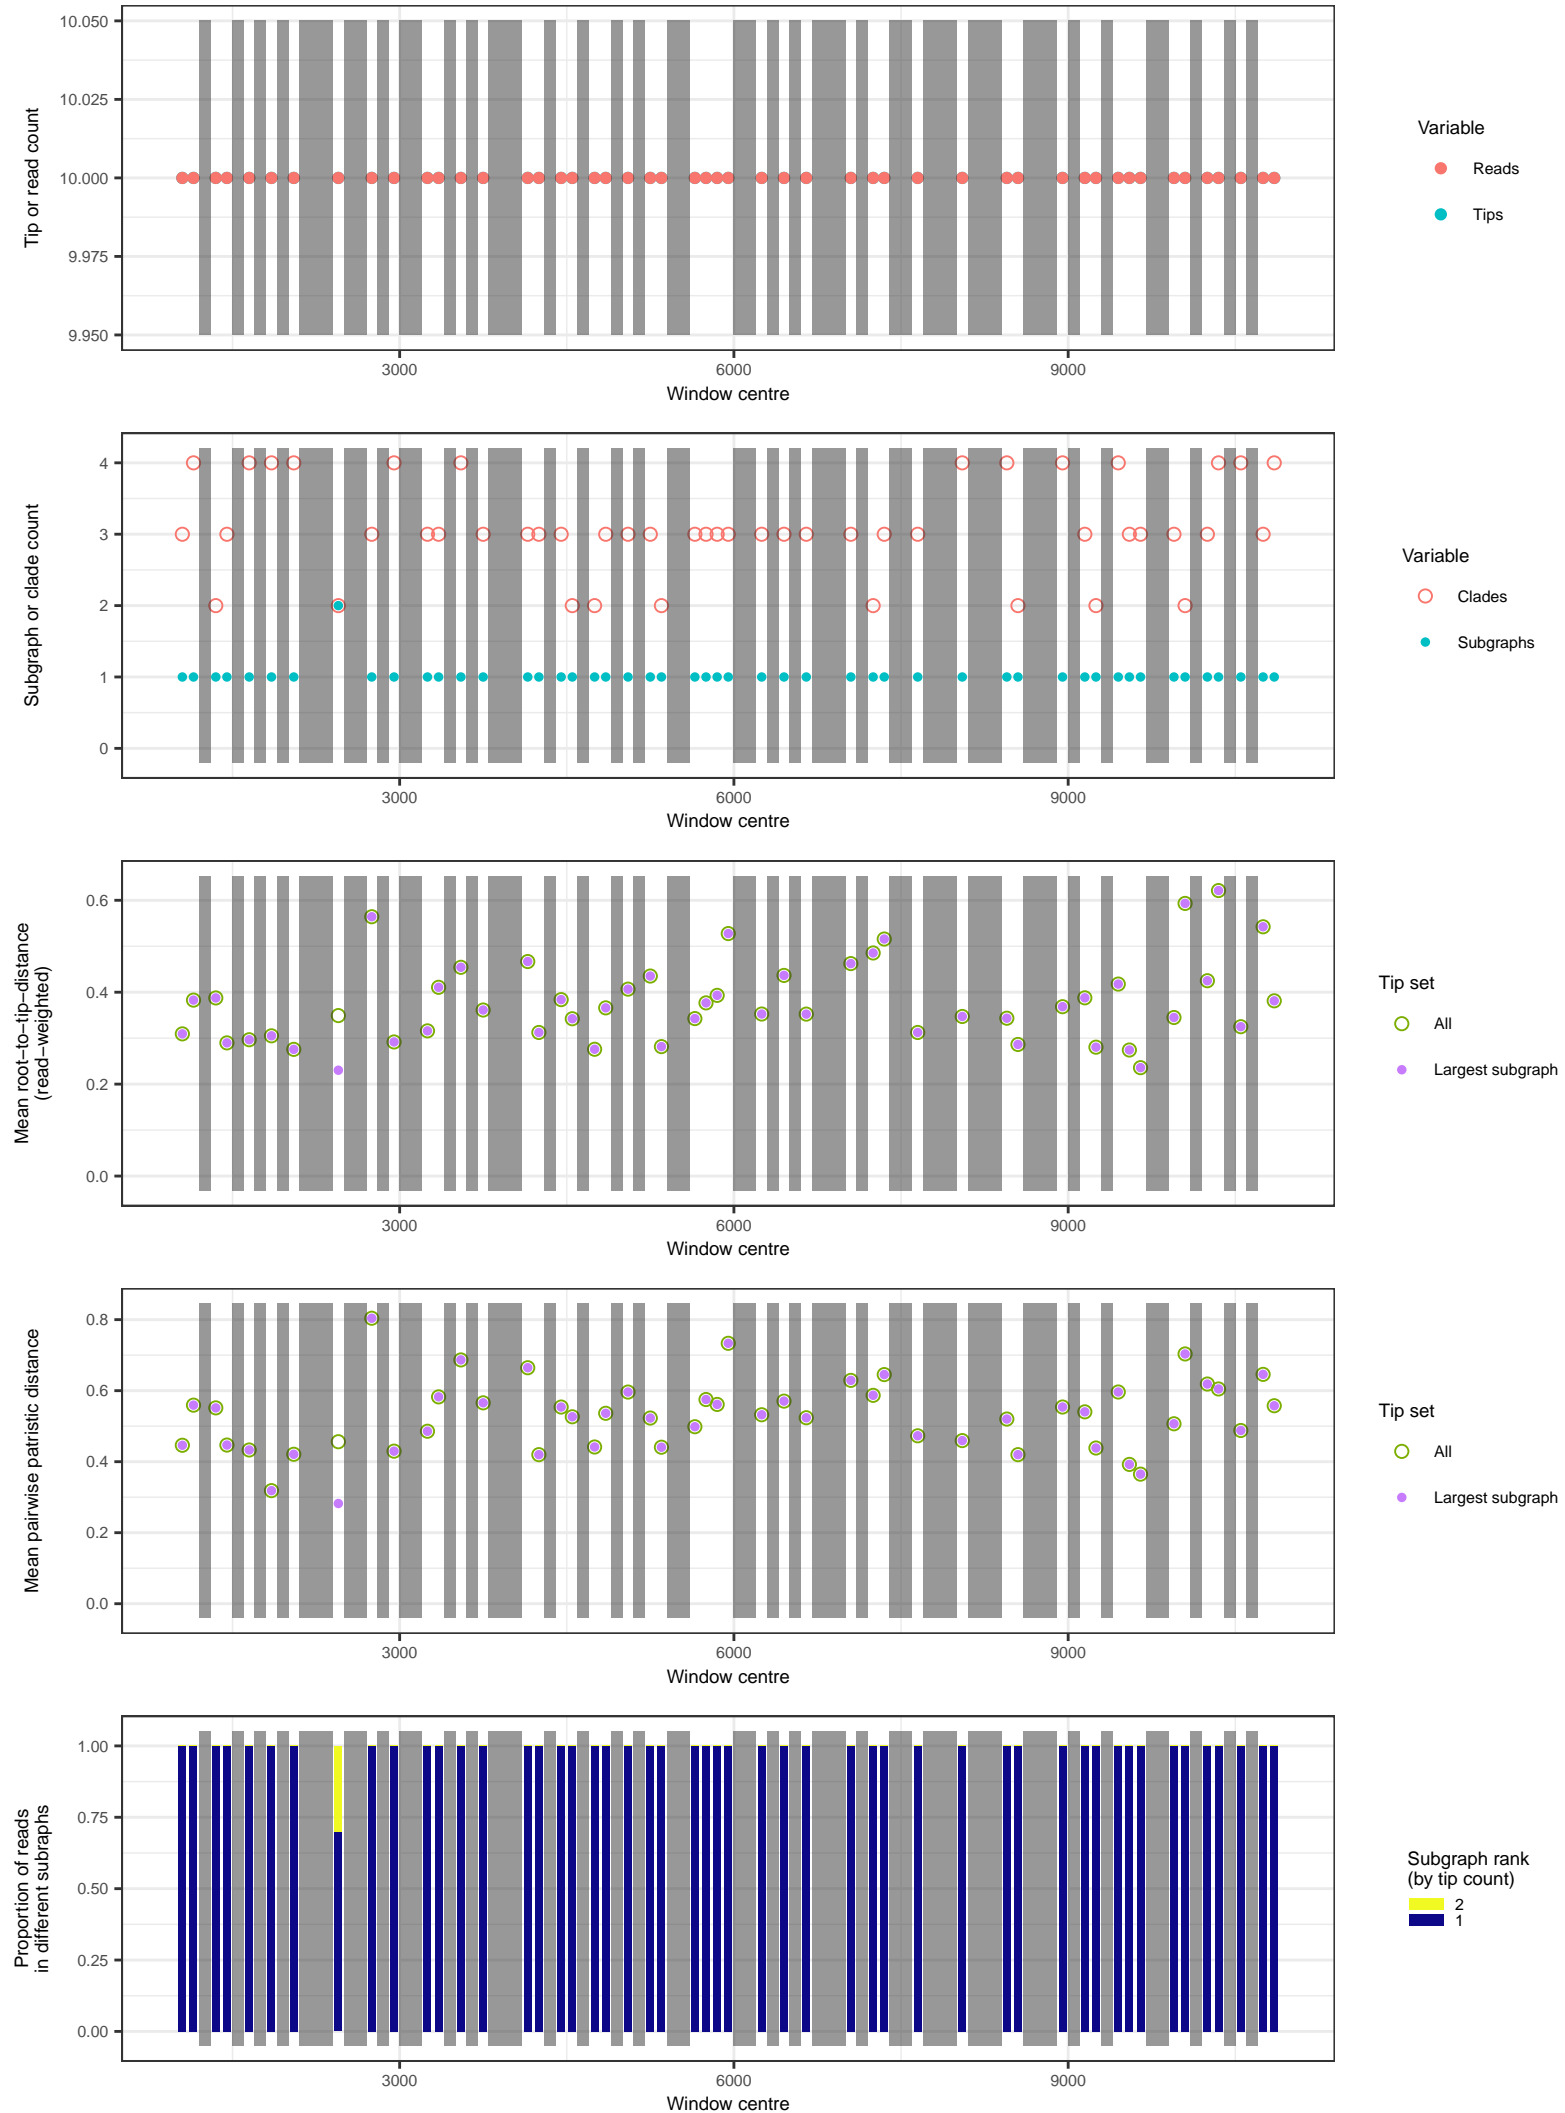 10.050
10.025
10.000
9.975
9.950
Tip or read count
3000
6000
9000
Window centre
Variable
Reads
Tips
4
3
2
1
0
Subgraph or clade count
3000
6000
9000
Window centre
Variable
Clades
Subgraphs
0.6
0.4
0.2
0.0
Mean root−to−tip−distance
(read−weighted)
3000
6000
9000
Window centre
Tip set
All
Largest subgraph
0.8
0.6
0.4
0.2
0.0
Mean pairwise patristic distance
3000
6000
9000
Window centre
Tip set
All
Largest subgraph
1.00
0.75
0.50
0.25
0.00
Proportion of reads
in different subraphs
3000
6000
9000
Window centre
Subgraph rank
(by tip count)
2
1